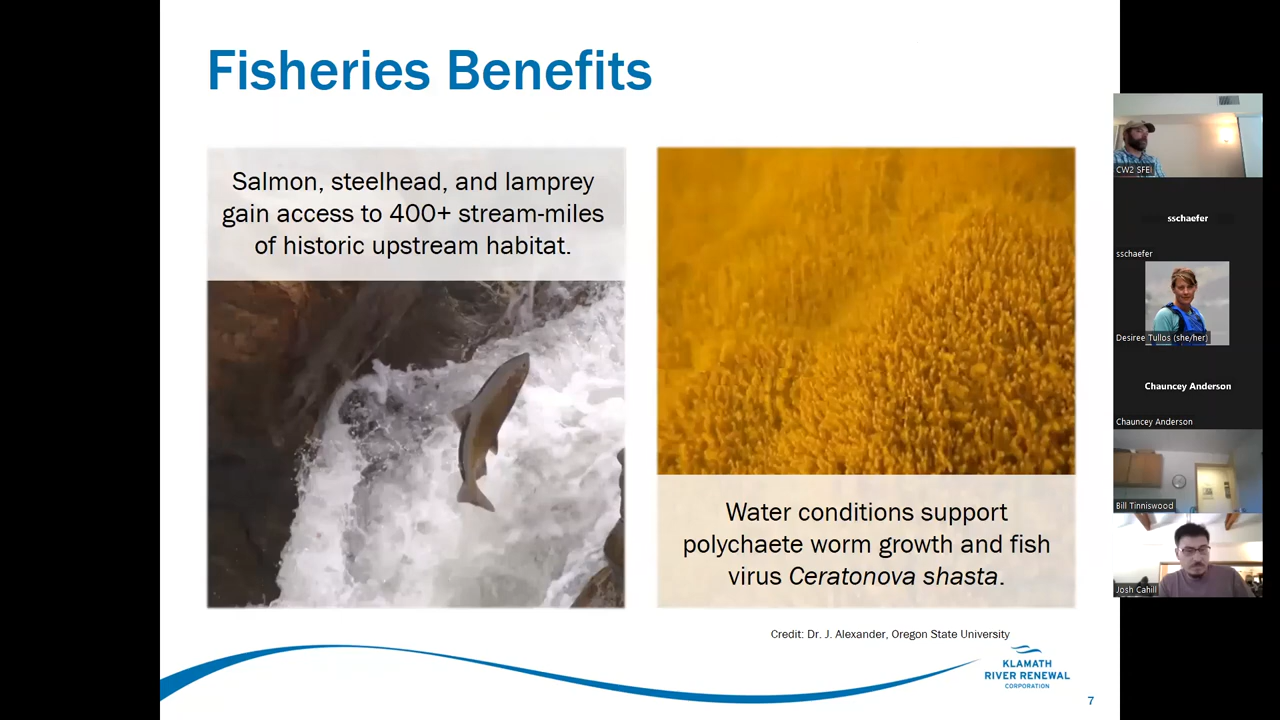 Fisheries Benefits
Salmon, steelhead, and lamprey
gain access to 400+ stream-miles
of historic upstream habitat.
Water conditions support
polychaete worm growth and fish
virus Ceratonova shasta.
Credit: Dr. J. Alexander, Oregon State University
KLAMATH
RIVER RENEWAL
CORPORATION
7
CW2 SFEI
sschaefer
sschaefer
Desiree Tullos (she/her)
Chauncey Anderson
Chauncey Anderson
Bill Tinniswood
Josh Cahill